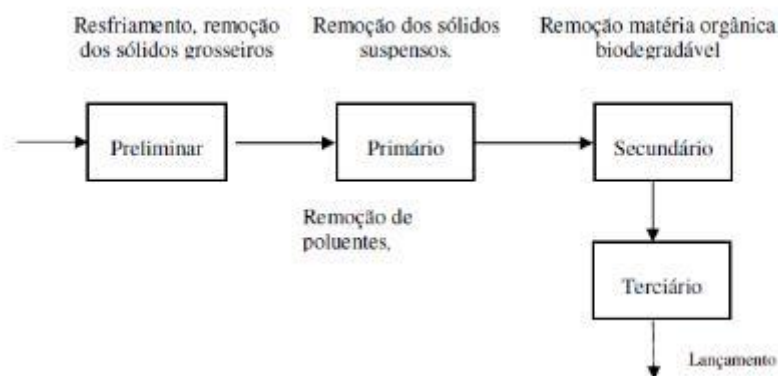 Resfriamento, remoção
dos sólidos grosseiros
Remoção dos sólidos
suspensos.
Remoção matéria orgânica
biodegradável
Preliminar
Primário
Secundário
Remoção de
poluentes,
Terciário
Lançamento